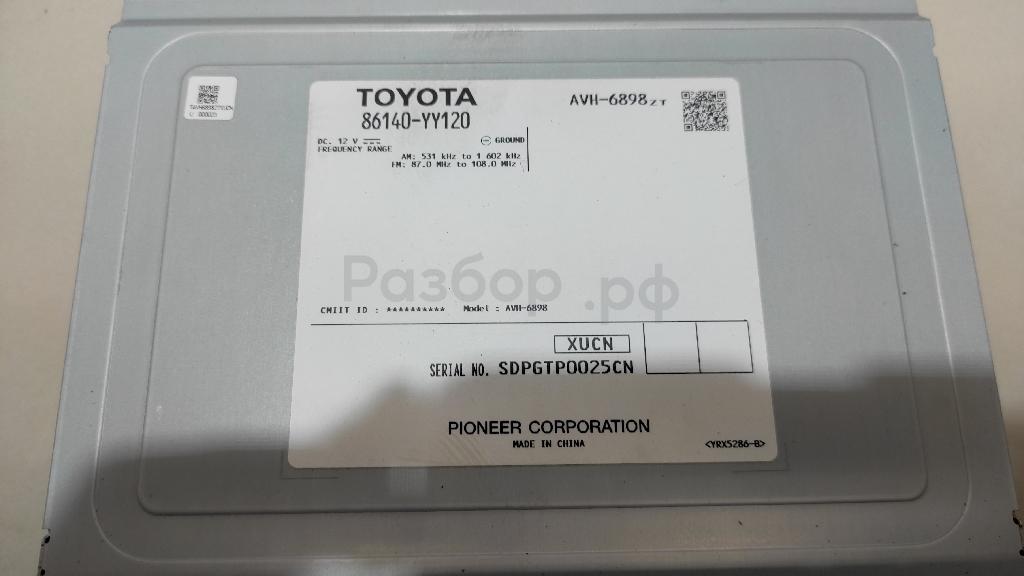 TOYOTA
86140-YY120
AVH-6898ZT
DC. 12 V
GROUND
FREQUENCY RANGE
AM: 531 kHz to 1 602 kHz
FM: 87.0 MHz to 108.0 MHz
Разбор.рф
CMIIT ID : ********** Model : AVH-6898
XUCN
SERIAL NO. SDPGTP0025CN
PIONEER CORPORATION
MADE IN CHINA
<YRX5286-B>